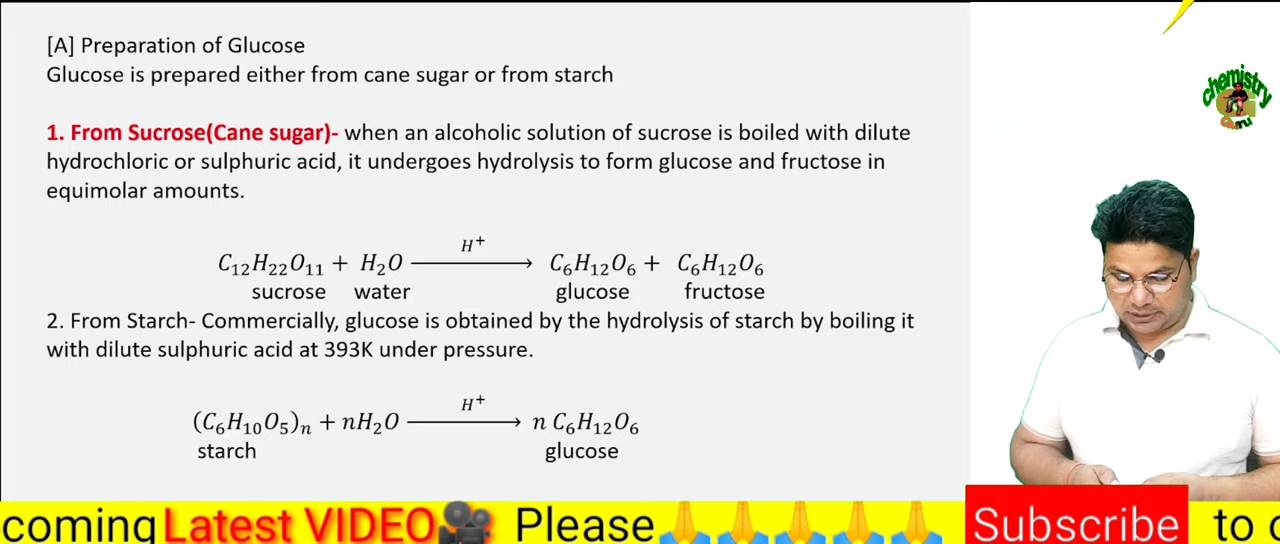 [A] Preparation of Glucose
Glucose is prepared either from cane sugar or from starch
1. From Sucrose(Cane sugar)- when an alcoholic solution of sucrose is boiled with dilute
hydrochloric or sulphuric acid, it undergoes hydrolysis to form glucose and fructose in
equimolar amounts.
H⁺
C₁₂H₂₂O₁₁ + H₂O ⟶ C₆H₁₂O₆ + C₆H₁₂O₆
sucrose water glucose fructose
2. From Starch- Commercially, glucose is obtained by the hydrolysis of starch by boiling it
with dilute sulphuric acid at 393K under pressure.
H⁺
(C₆H₁₀O₅)ₙ + nH₂O ⟶ n C₆H₁₂O₆
starch glucose
chemistry
Guru
coming Latest VIDEO🎥 Please🙏🙏🙏🙏🙏 Subscribe to